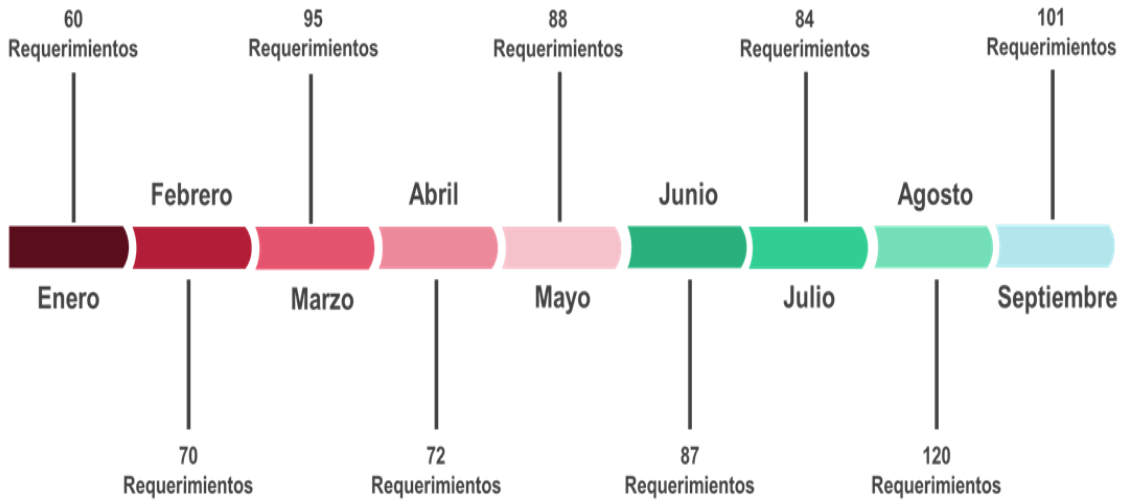 60
Requerimientos
95
Requerimientos
88
Requerimientos
84
Requerimientos
101
Requerimientos
Febrero
Abril
Junio
Agosto
Enero
Marzo
Mayo
Julio
Septiembre
70
Requerimientos
72
Requerimientos
87
Requerimientos
120
Requerimientos